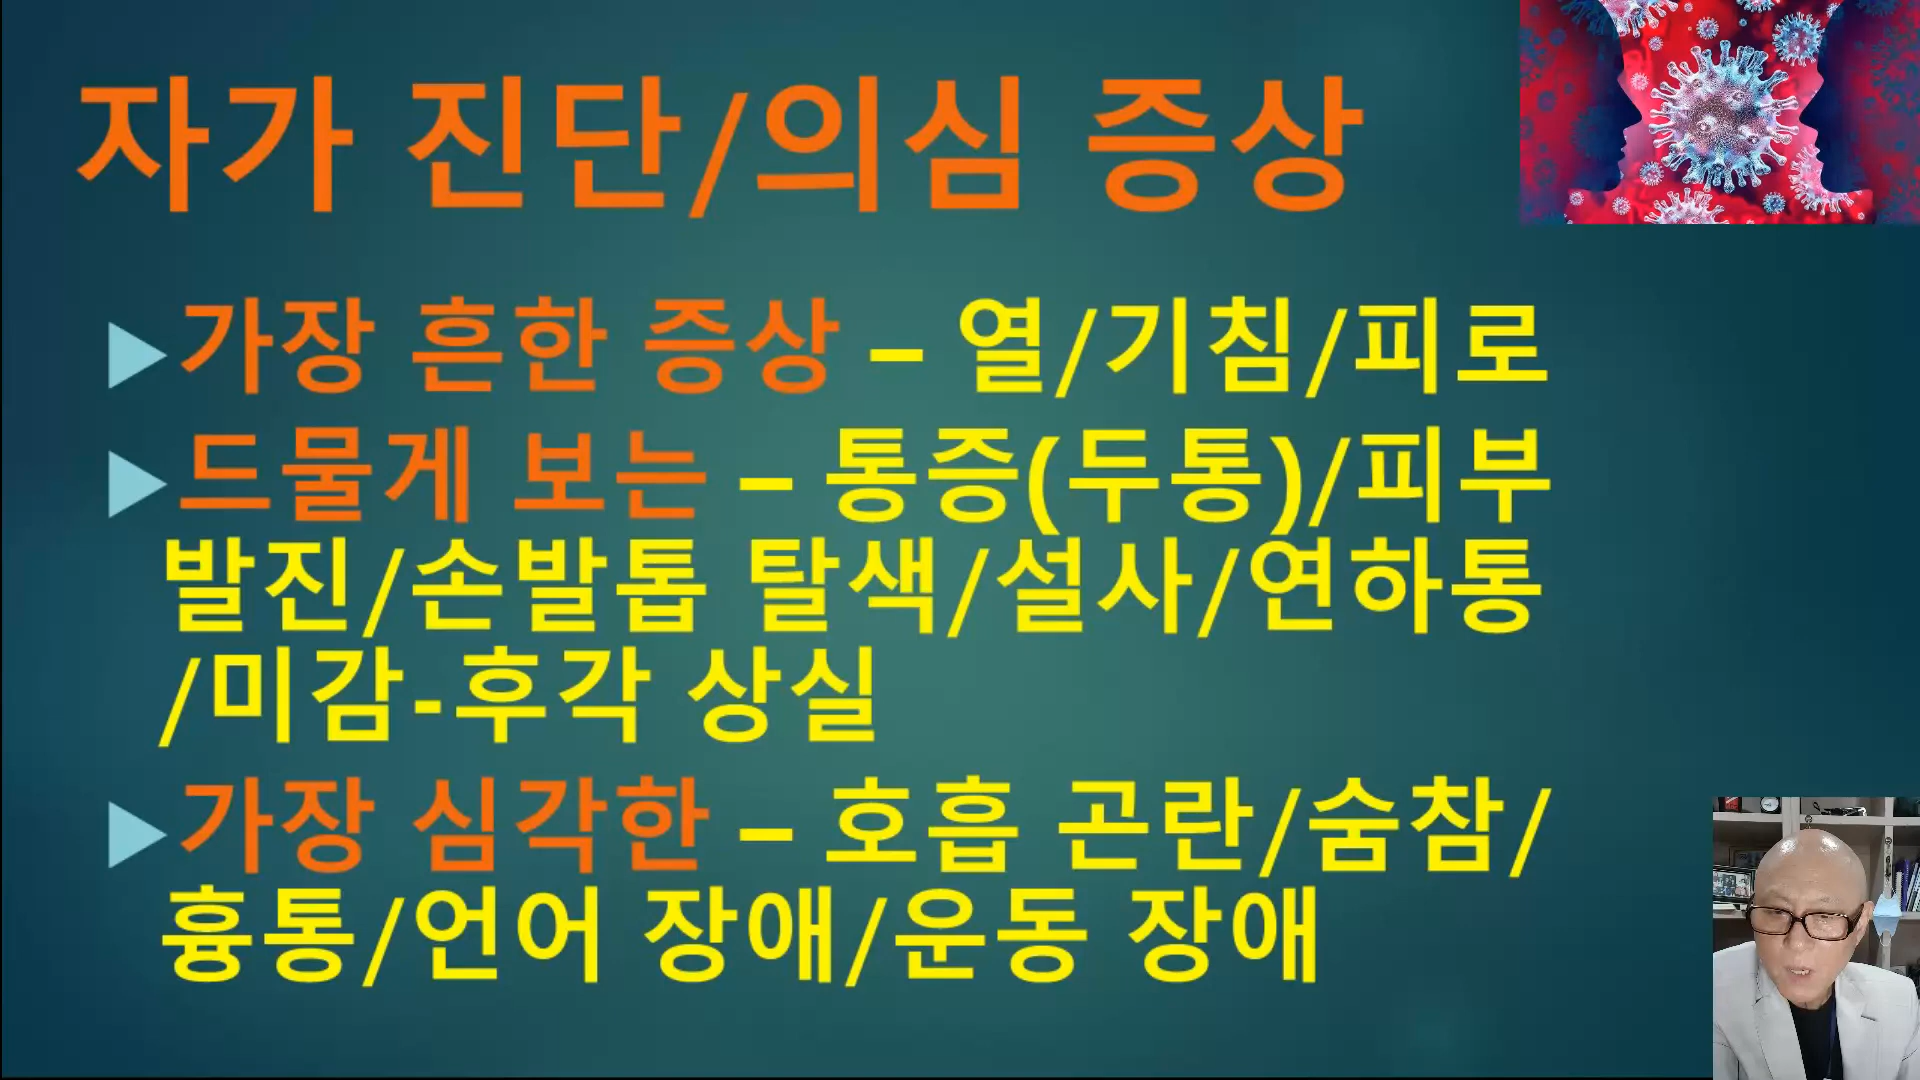 자가 진단/의심 증상
▶가장 흔한 증상 – 열/기침/피로
▶드물게 보는 – 통증(두통)/피부
발진/손발톱 탈색/설사/연하통
/미감-후각 상실
▶가장 심각한 – 호흡 곤란/숨참/
흉통/언어 장애/운동 장애